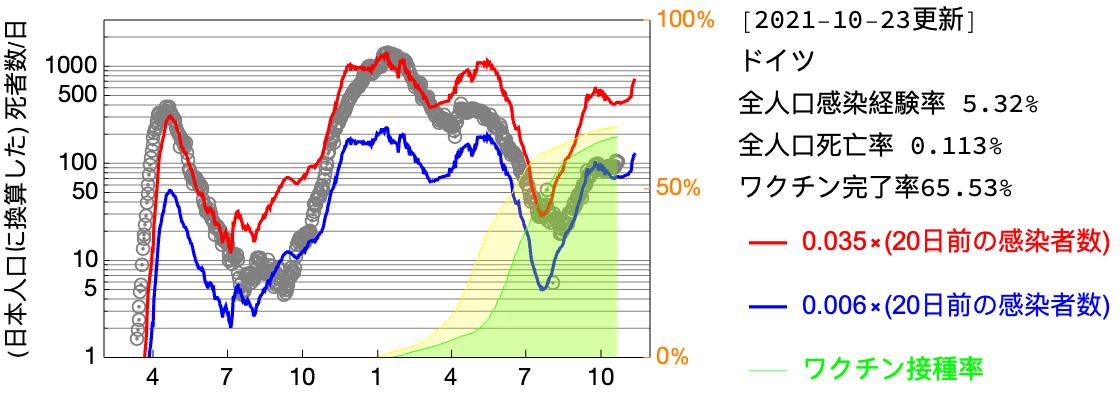 (日本人口に換算した) 死者数/日
1000
500
100
50
10
5
1
4
7
10
1
4
7
10
100%
50%
0%
[2021-10-23更新]
ドイツ
全人口感染経験率 5.32%
全人口死亡率 0.113%
ワクチン完了率65.53%
0.035×(20日前の感染者数)
0.006×(20日前の感染者数)
ワクチン接種率